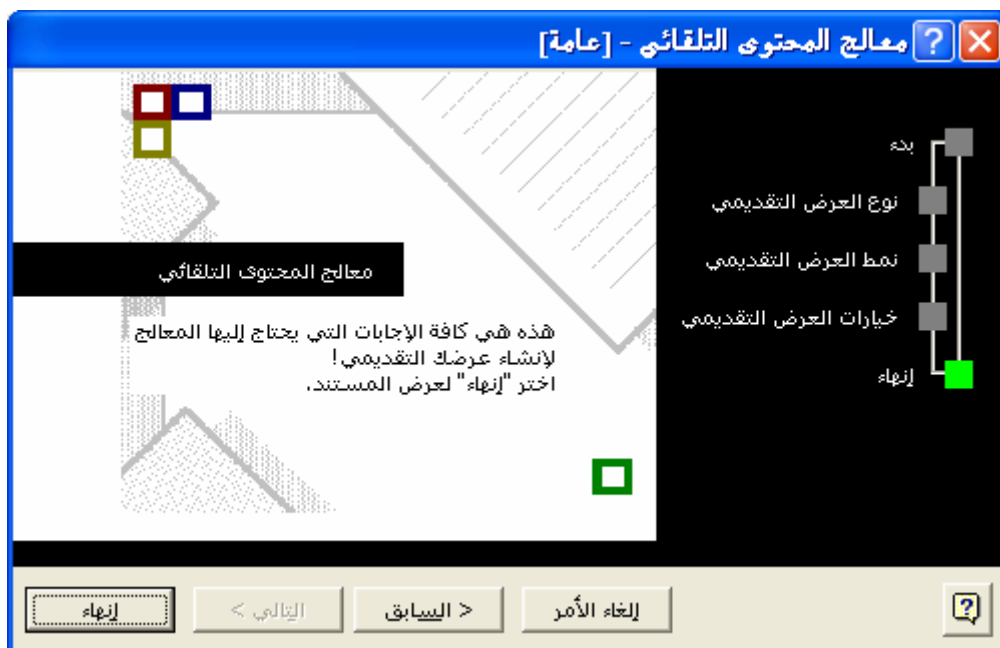 معالج المحتوى التلقائي - [عامة]
بدء
نوع العرض التقديمي
نمط العرض التقديمي
خيارات العرض التقديمي
إنهاء
معالج المحتوى التلقائي
هذه هي كافة الإجابات التي يحتاج إليها المعالج
لإنشاء عرضك التقديمي!
اختر "إنهاء" لعرض المستند.
إلغاء الأمر
< السابق
التالي >
إنهاء